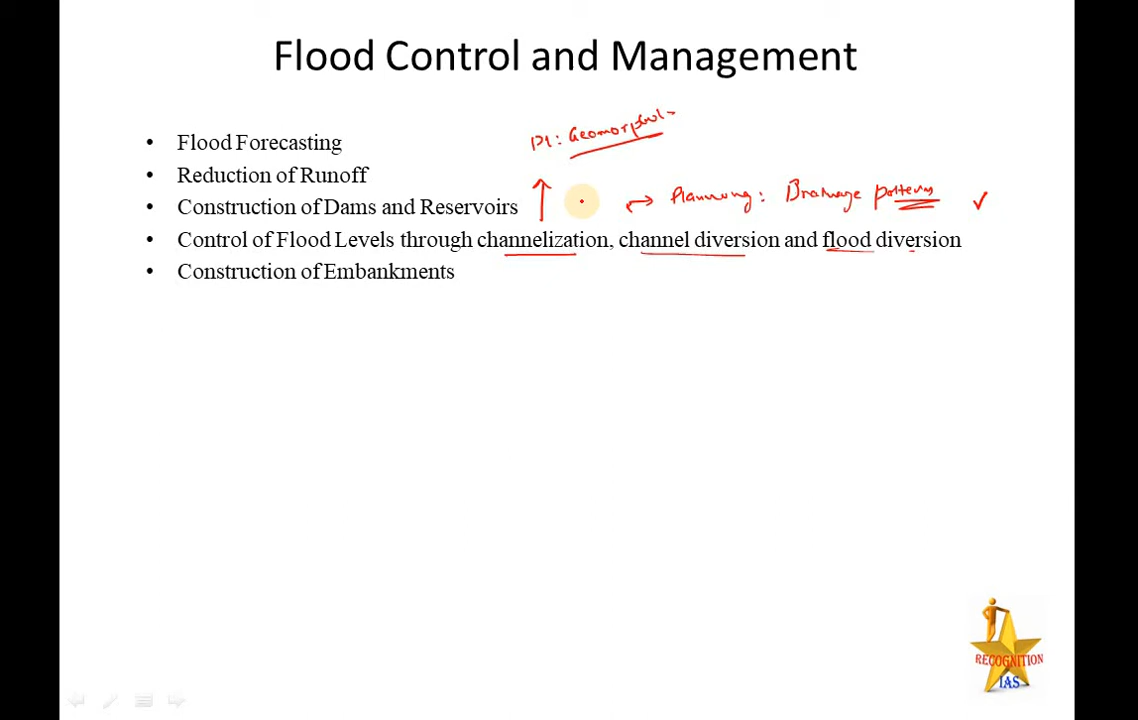 Flood Control and Management
• Flood Forecasting
P1: Geomorphol-
• Reduction of Runoff
Planning: Drainage patterns
• Construction of Dams and Reservoirs
• Control of Flood Levels through channelization, channel diversion and flood diversion
• Construction of Embankments
RECOGNITION
IAS